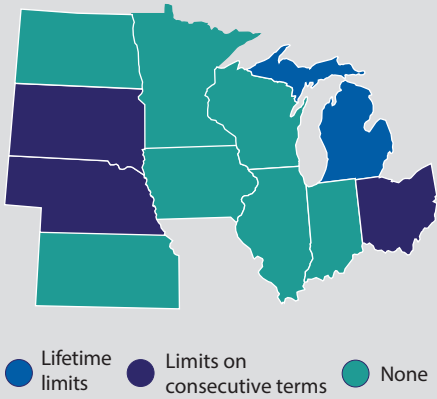 Lifetime
limits
Limits on
consecutive terms
None